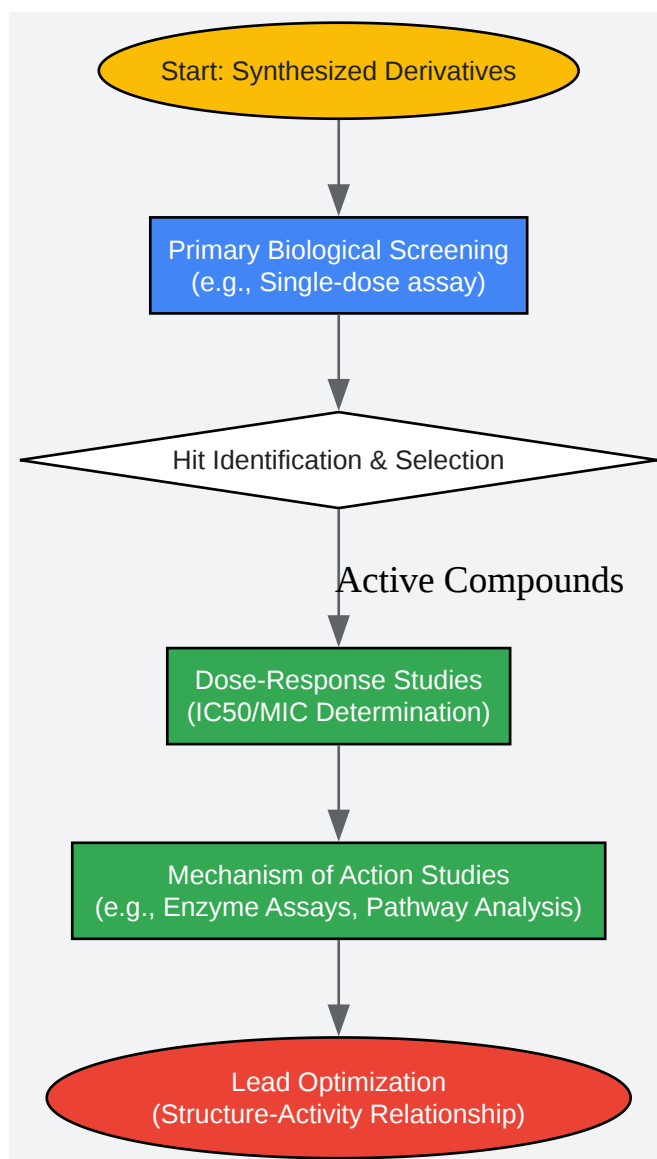 Start: Synthesized Derivatives
Primary Biological Screening
(e.g., Single-dose assay)
Hit Identification & Selection
Active Compounds
Dose-Response Studies
(IC50/MIC Determination)
Mechanism of Action Studies
(e.g., Enzyme Assays, Pathway Analysis)
Lead Optimization
(Structure-Activity Relationship)